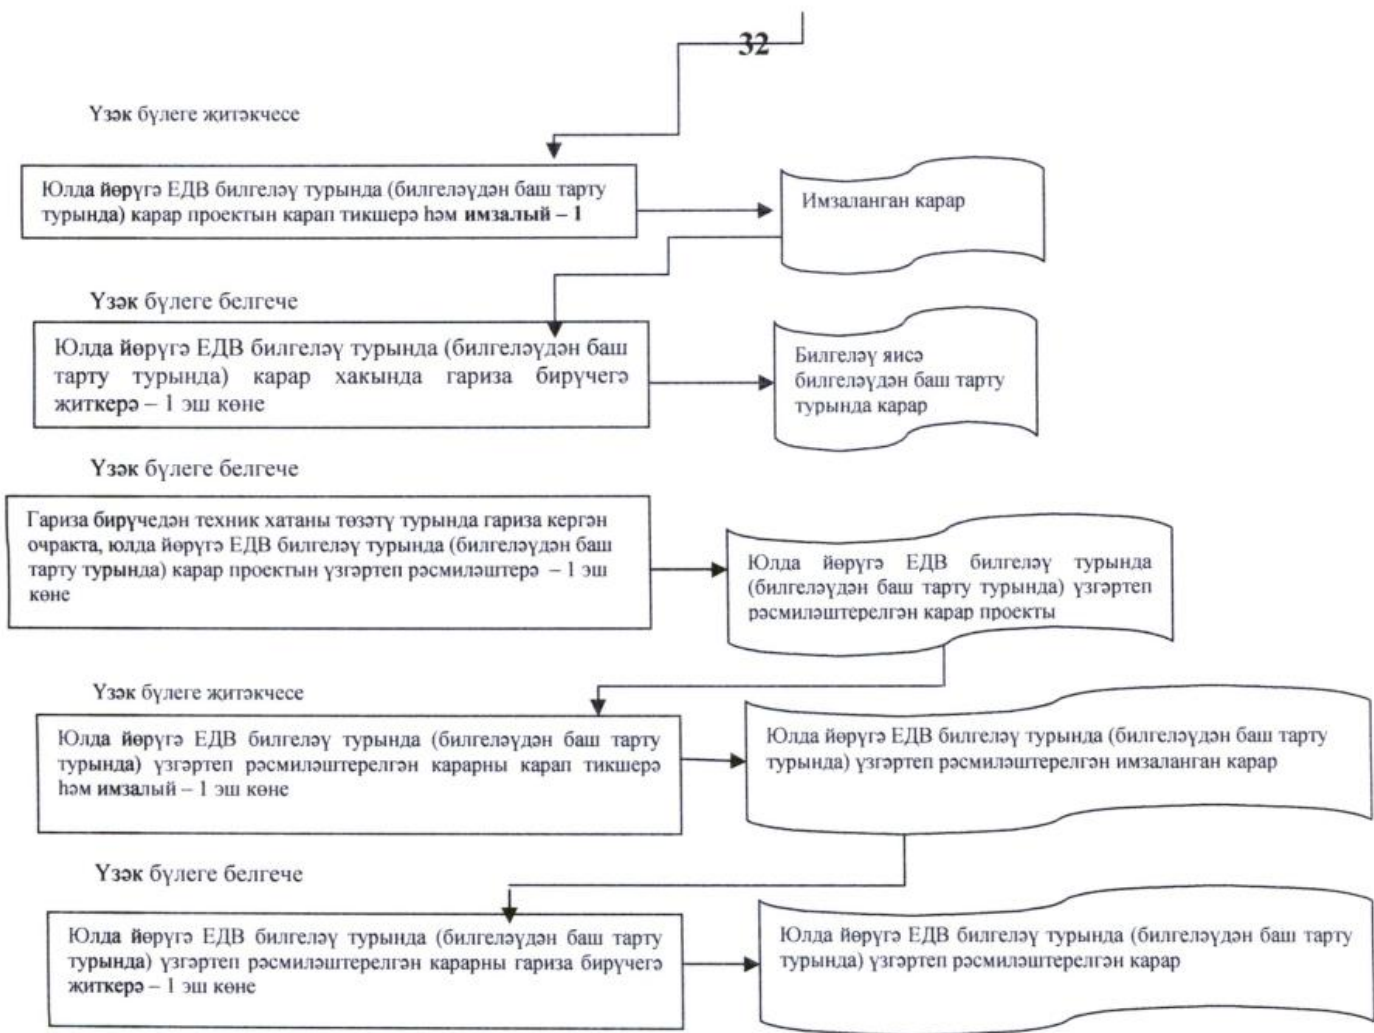 32
Үзәк бүлеге җитәкчесе
Юлда йөрүгә ЕДВ билгеләү турында (билгеләүдән баш тарту
турында) карар проектын карап тикшерә һәм имзалый – 1
Имзаланган карар
Үзәк бүлеге белгече
Юлда йөрүгә ЕДВ билгеләү турында (билгеләүдән баш
тарту турында) карар хакында гариза бирүчегә
җиткерә – 1 эш көне
Билгеләү яисә
билгеләүдән баш тарту
турында карар
Үзәк бүлеге белгече
Гариза бирүчедән техник хатаны төзәтү турында гариза кергән
очракта, юлда йөрүгә ЕДВ билгеләү турында (билгеләүдән баш
тарту турында) карар проектын үзгәртеп рәсмиләштерә – 1 эш
көне
Юлда йөрүгә ЕДВ билгеләү турында
(билгеләүдән баш тарту турында) үзгәртеп
рәсмиләштерелгән карар проекты
Үзәк бүлеге җитәкчесе
Юлда йөрүгә ЕДВ билгеләү турында (билгеләүдән баш тарту
турында) үзгәртеп рәсмиләштерелгән карарны карап тикшерә
һәм имзалый – 1 эш көне
Юлда йөрүгә ЕДВ билгеләү турында (билгеләүдән баш тарту
турында) үзгәртеп рәсмиләштерелгән имзаланган карар
Үзәк бүлеге белгече
Юлда йөрүгә ЕДВ билгеләү турында (билгеләүдән баш тарту
турында) үзгәртеп рәсмиләштерелгән карарны гариза бирүчегә
җиткерә – 1 эш көне
Юлда йөрүгә ЕДВ билгеләү турында (билгеләүдән баш тарту
турында) үзгәртеп рәсмиләштерелгән карар